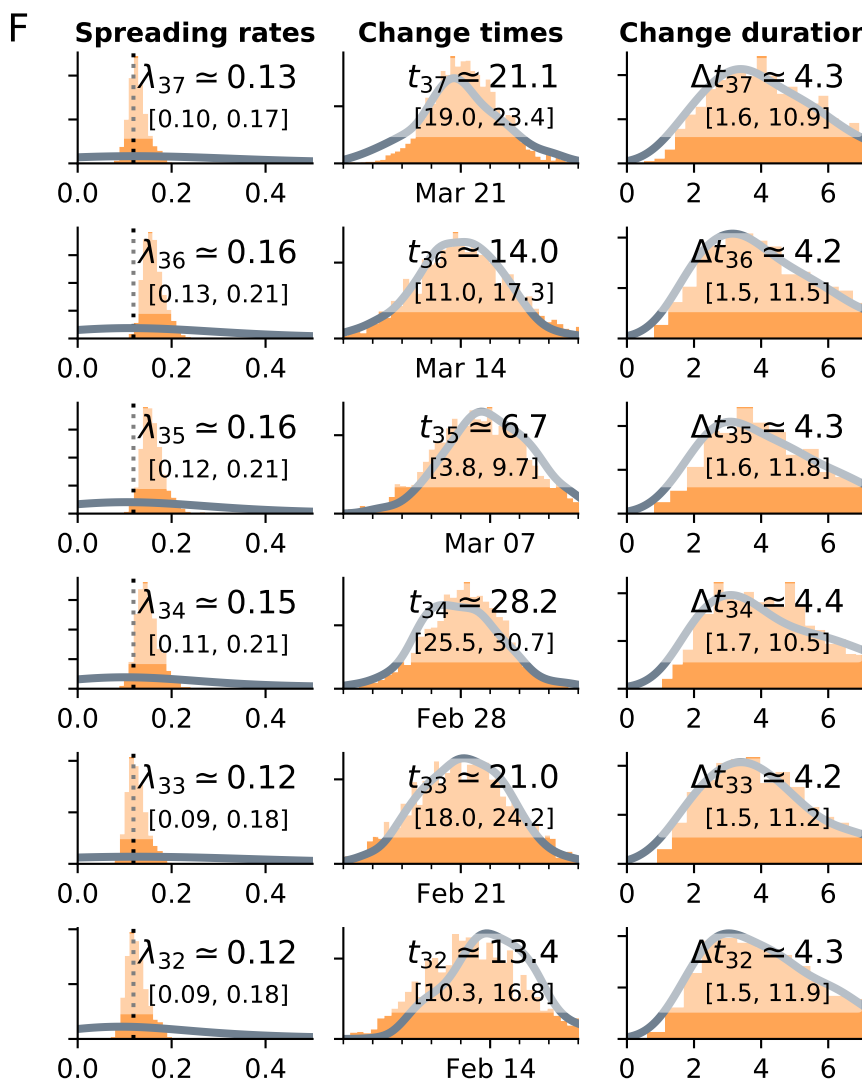 F
Spreading rates Change times Change duration
λ37 ≃ 0.13 t37 ≃ 21.1 Δt37 ≃ 4.3
[0.10, 0.17] [19.0, 23.4] [1.6, 10.9]
0.0 0.2 0.4 Mar 21 0 2 4 6
λ36 ≃ 0.16 t36 ≃ 14.0 Δt36 ≃ 4.2
[0.13, 0.21] [11.0, 17.3] [1.5, 11.5]
0.0 0.2 0.4 Mar 14 0 2 4 6
λ35 ≃ 0.16 t35 ≃ 6.7 Δt35 ≃ 4.3
[0.12, 0.21] [3.8, 9.7] [1.6, 11.8]
0.0 0.2 0.4 Mar 07 0 2 4 6
λ34 ≃ 0.15 t34 ≃ 28.2 Δt34 ≃ 4.4
[0.11, 0.21] [25.5, 30.7] [1.7, 10.5]
0.0 0.2 0.4 Feb 28 0 2 4 6
λ33 ≃ 0.12 t33 ≃ 21.0 Δt33 ≃ 4.2
[0.09, 0.18] [18.0, 24.2] [1.5, 11.2]
0.0 0.2 0.4 Feb 21 0 2 4 6
λ32 ≃ 0.12 t32 ≃ 13.4 Δt32 ≃ 4.3
[0.09, 0.18] [10.3, 16.8] [1.5, 11.9]
0.0 0.2 0.4 Feb 14 0 2 4 6